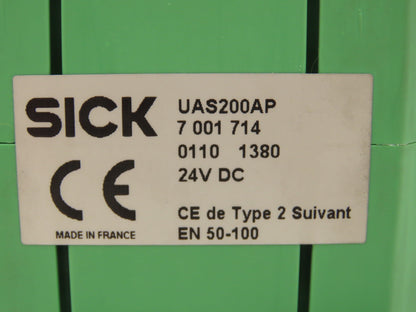 SICK
UAS200AP
7 001 714
0110 1380
24V DC
CE
MADE IN FRANCE
CE de Type 2 Suivant
EN 50-100